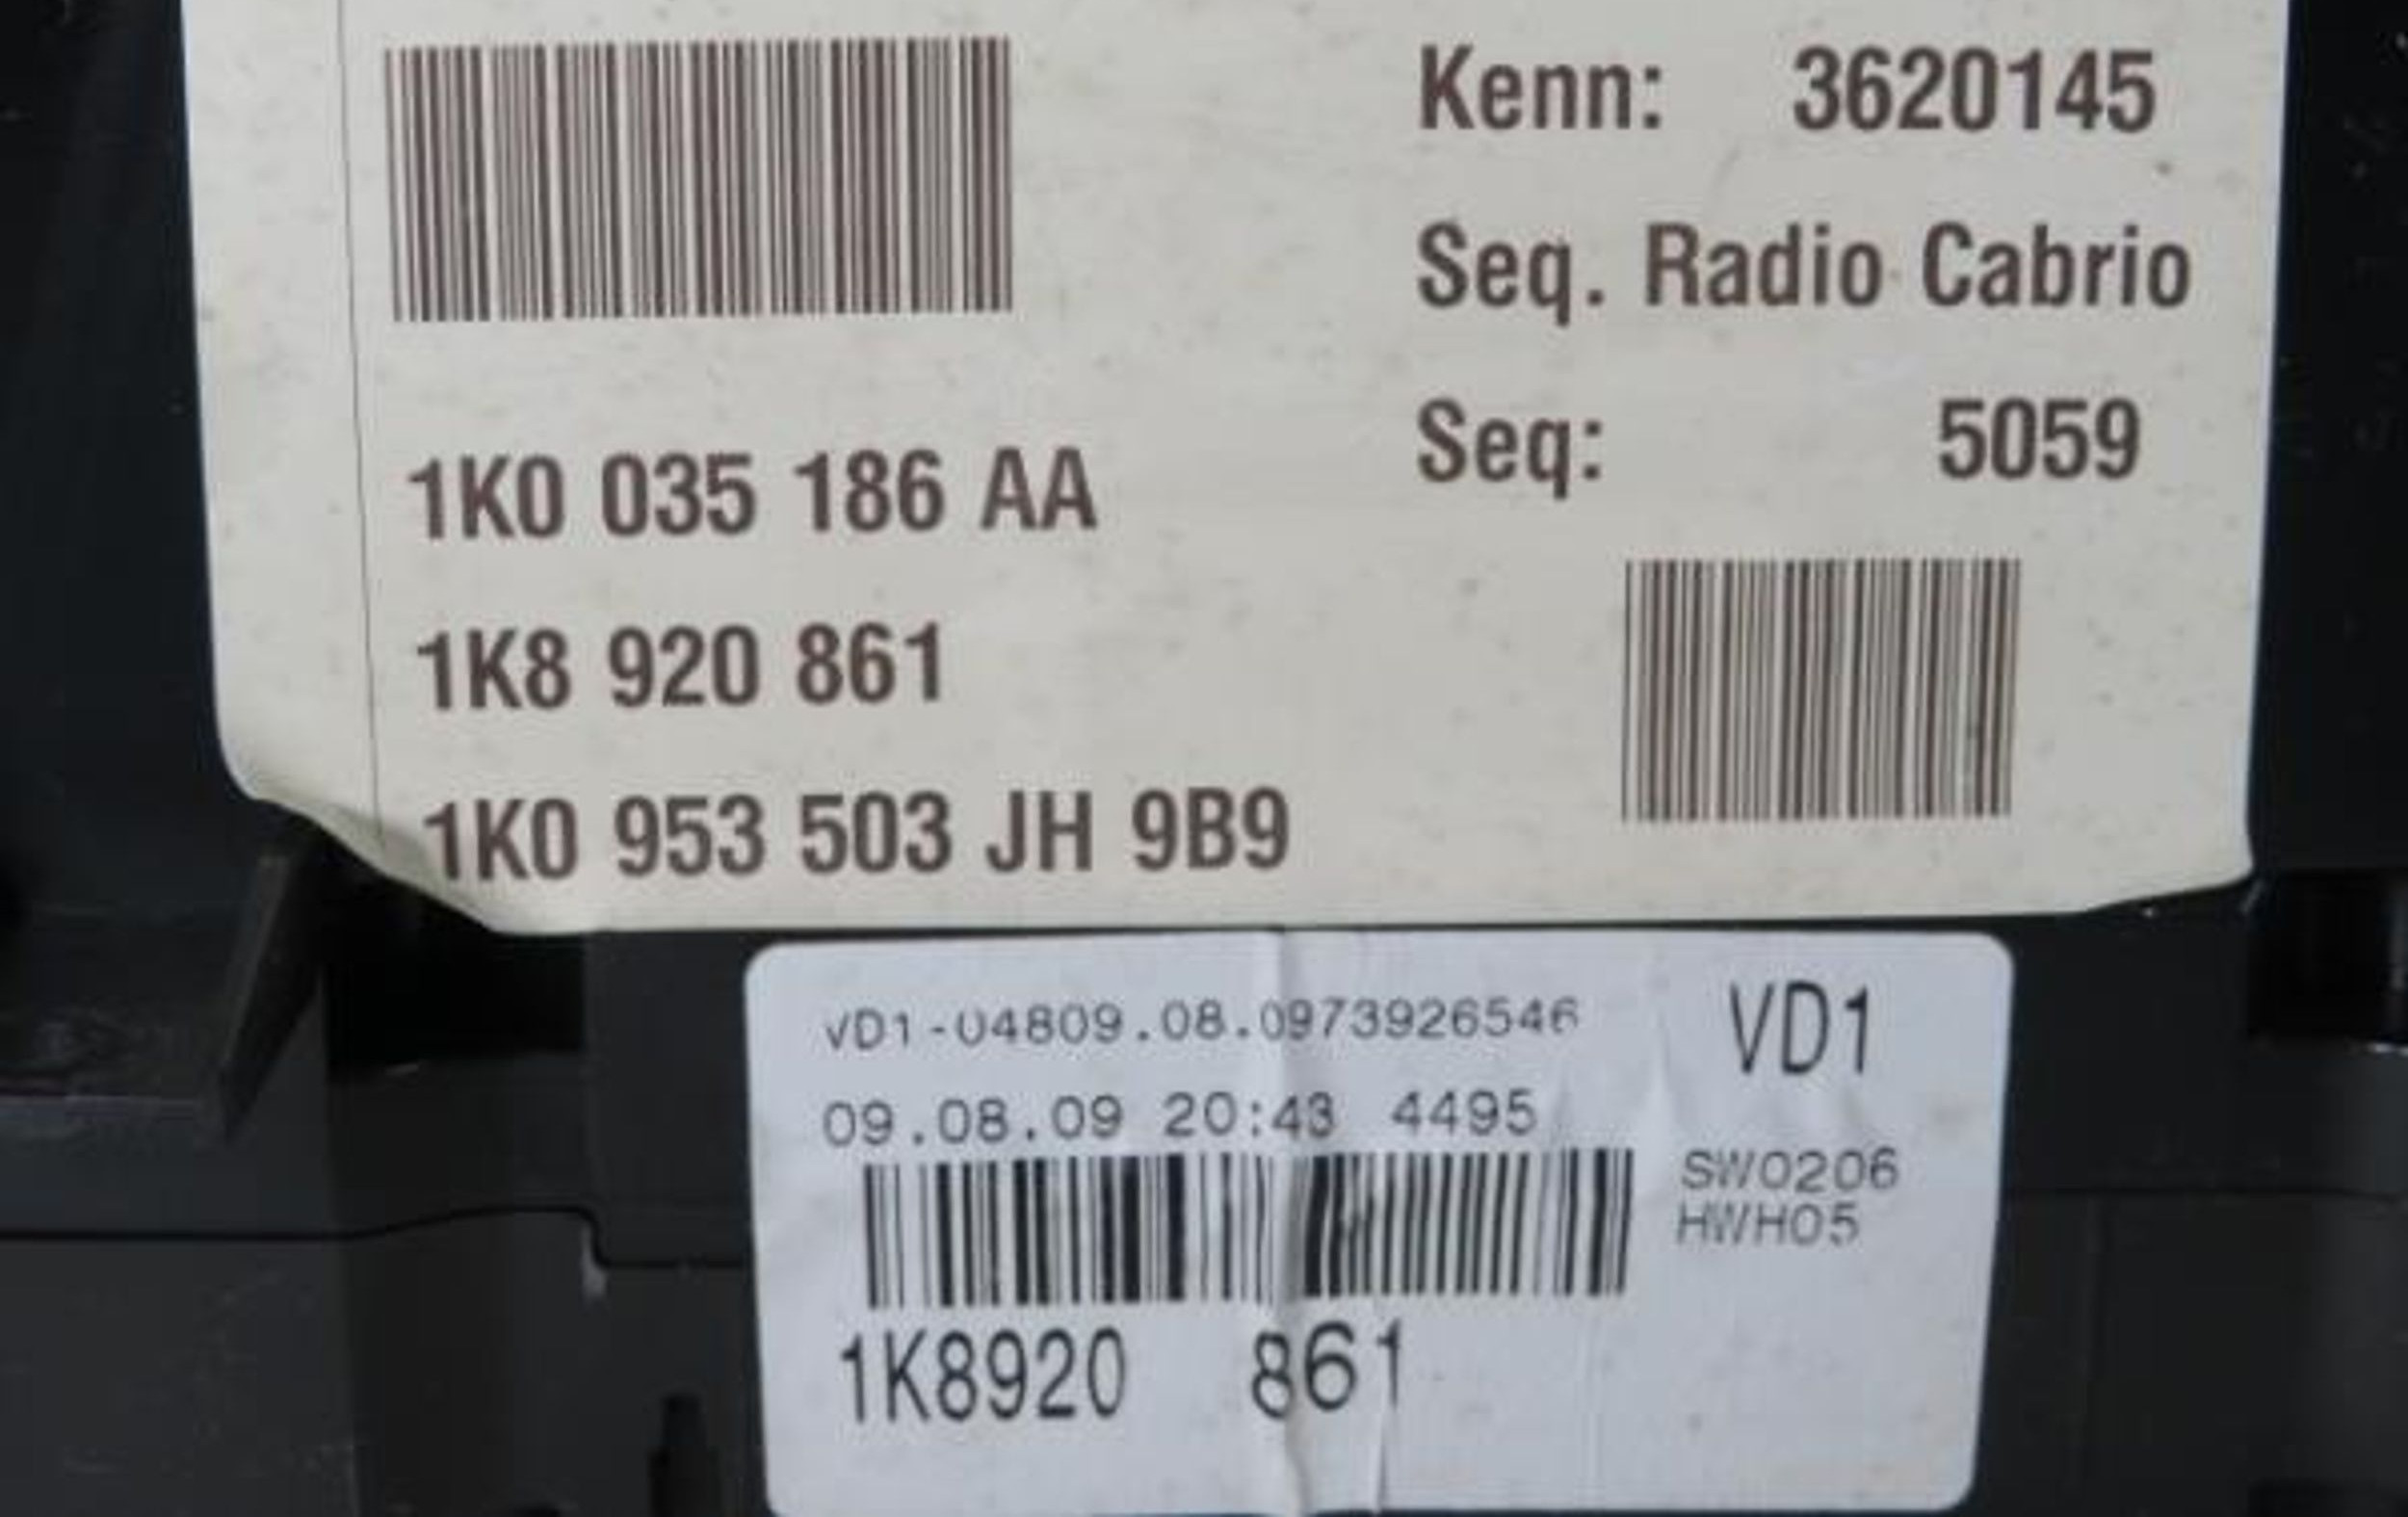 Kenn: 3620145
Seq. Radio Cabrio
Seq: 5059
1K0 035 186 AA
1K8 920 861
1K0 953 503 JH 9B9
VD1-04809.08.0973926546
VD1
09.08.09 20:43 4495
SW0206
HWH05
1K8920 861